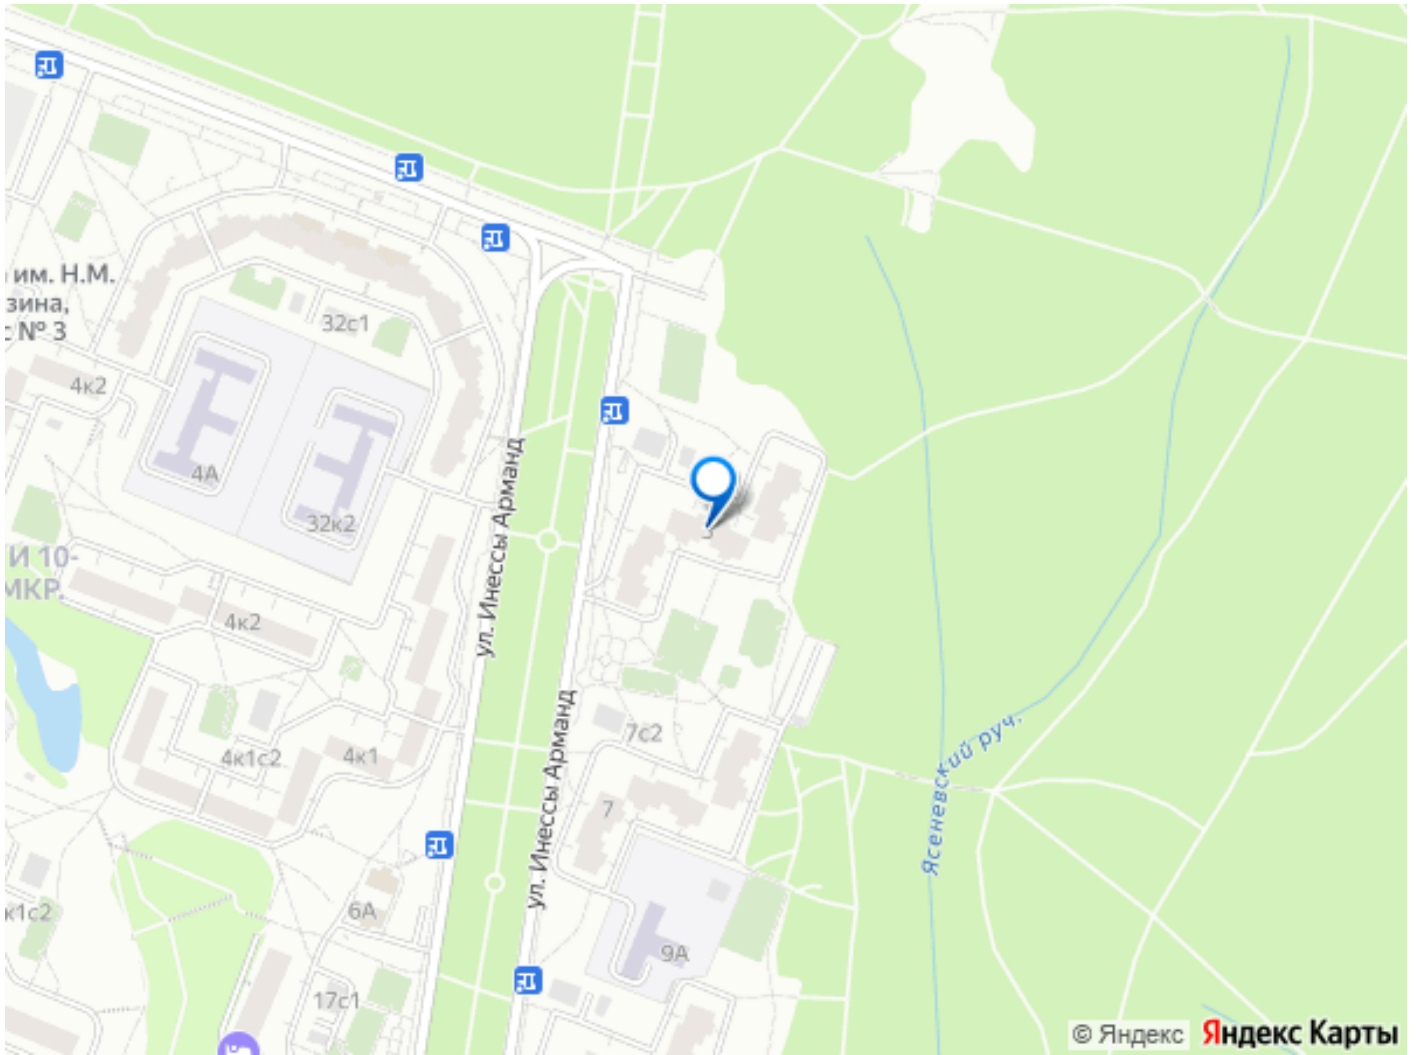 им. Н.М.
зина,
с № 3
32с1
4к2
4А
32к2
ул. Инессы Арманд
3
И 10-
МКР.
4к2
ул. Инессы Арманд
7с2
4к1с2
4к1
Ясеневский руч.
7
6А
к1с2
9А
17с1
© Яндекс
Яндекс Карты